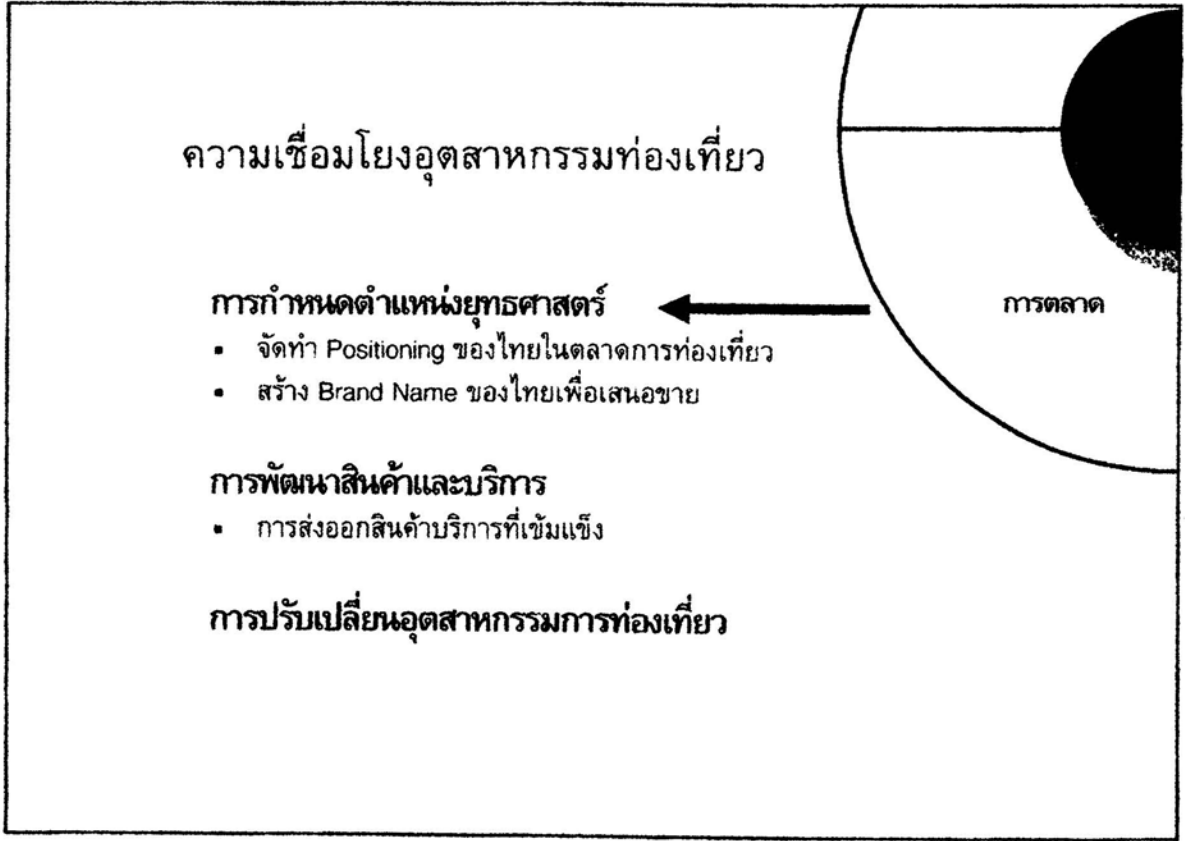 ความเชื่อมโยงอุตสาหกรรมท่องเที่ยว
การกำหนดตำแหน่งยุทธศาสตร์
การตลาด
▪ จัดทำ Positioning ของไทยในตลาดการท่องเที่ยว
▪ สร้าง Brand Name ของไทยเพื่อเสนอขาย
การพัฒนาสินค้าและบริการ
▪ การส่งออกสินค้าบริการที่เข้มแข็ง
การปรับเปลี่ยนอุตสาหกรรมการท่องเที่ยว